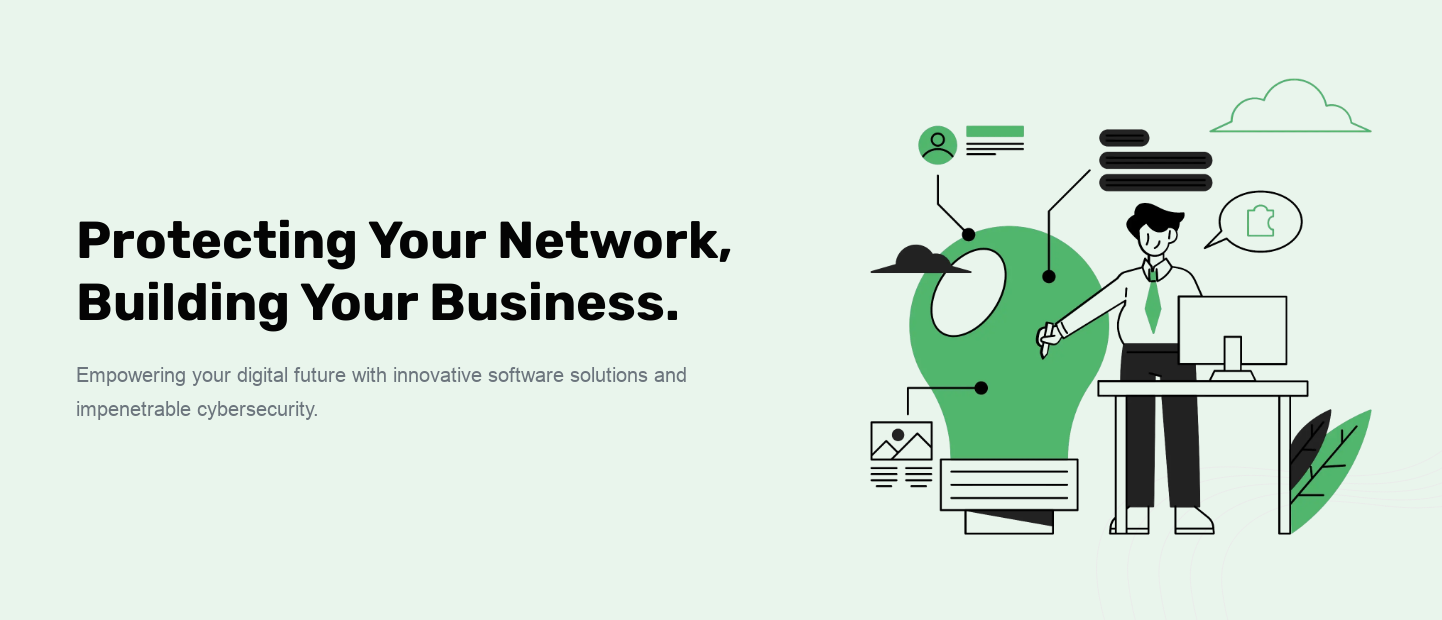 Protecting Your Network,
Building Your Business.
Empowering your digital future with innovative software solutions and
impenetrable cybersecurity.